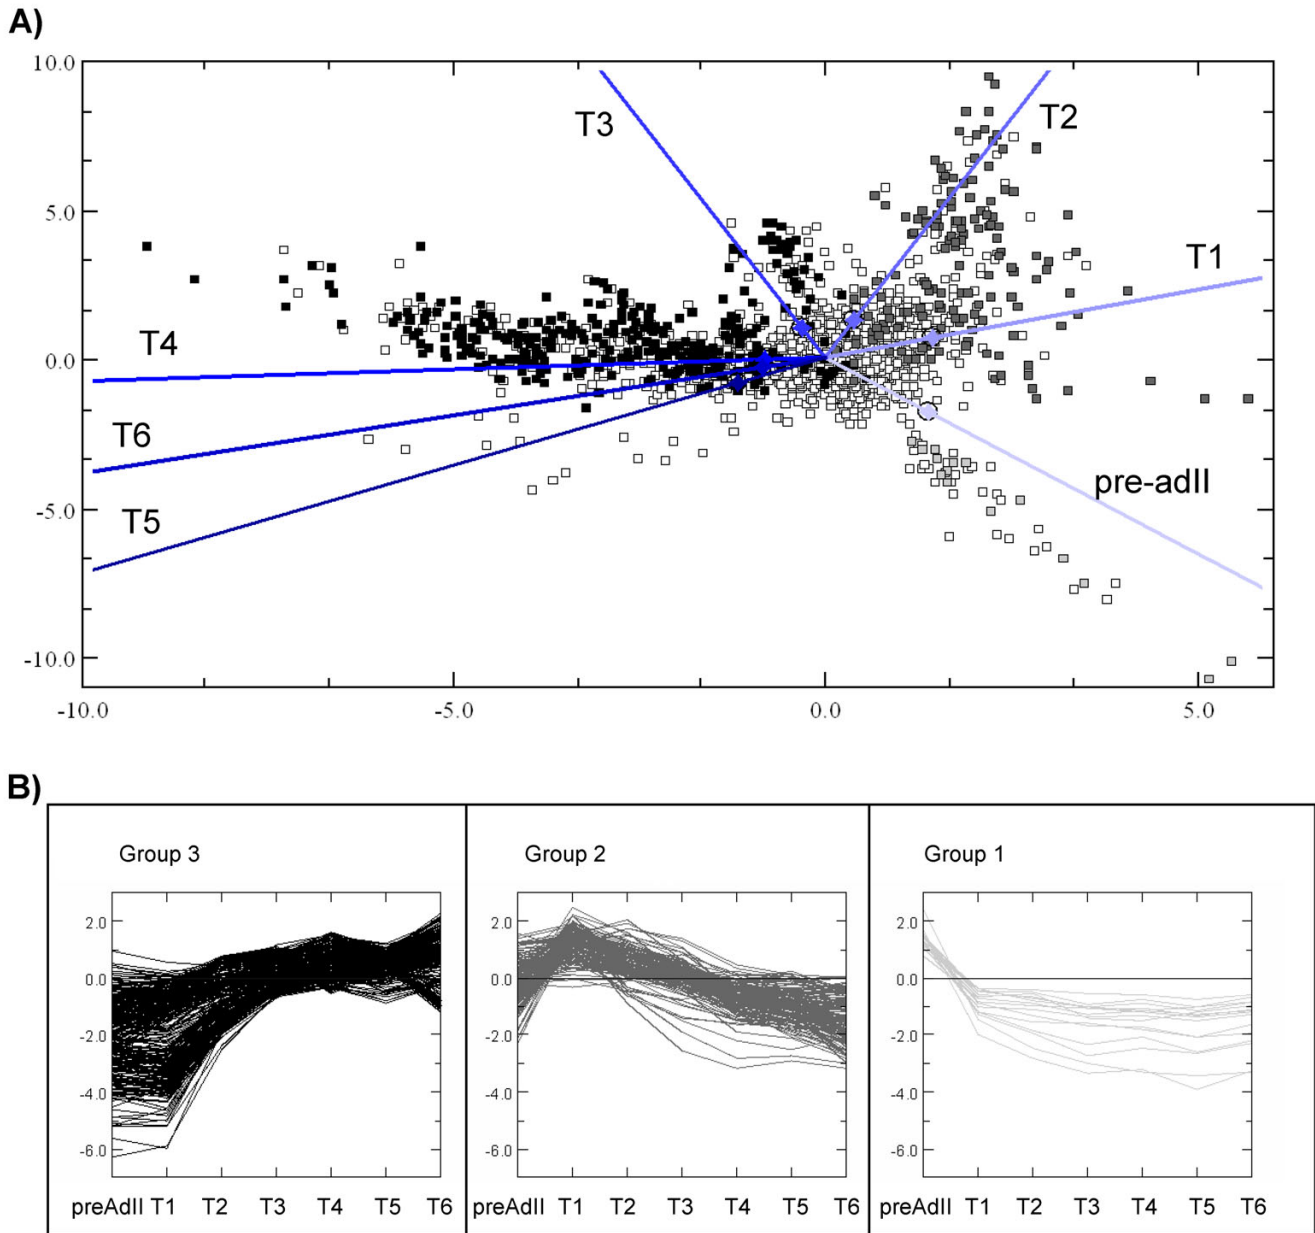 A)
10.0
T3
T2
5.0
T1
T4
0.0
T6
pre-adII
T5
-5.0
-10.0
-10.0 -5.0 0.0 5.0
B)
Group 3 Group 2 Group 1
2.0 2.0 2.0
0.0 0.0 0.0
-2.0 -2.0 -2.0
-4.0 -4.0 -4.0
-6.0 -6.0 -6.0
preAdII T1 T2 T3 T4 T5 T6 preAdII T1 T2 T3 T4 T5 T6 preAdII T1 T2 T3 T4 T5 T6